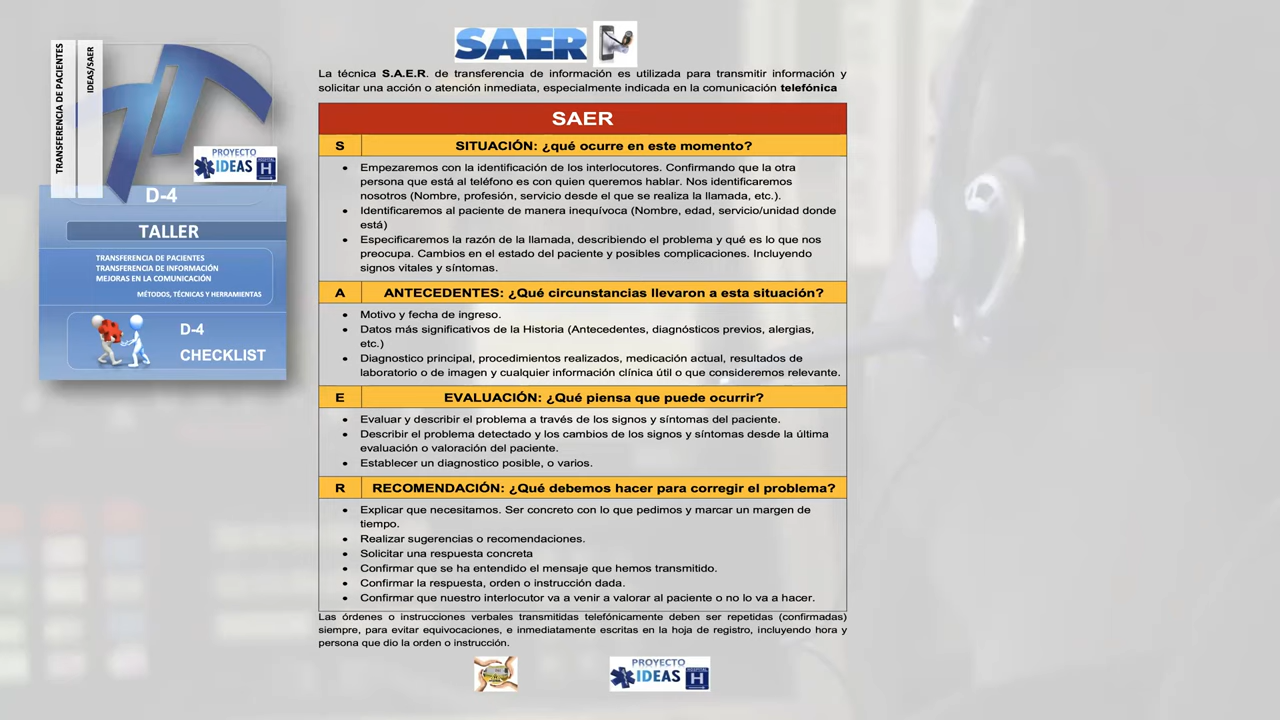 TRANSFERENCIA DE PACIENTES
IDEAS/SAER
PROYECTO
IDEAS
HOSPITAL
H
D-4
TALLER
TRANSFERENCIA DE PACIENTES
TRANSFERENCIA DE INFORMACIÓN
MEJORAS EN LA COMUNICACIÓN
MÉTODOS, TÉCNICAS Y HERRAMIENTAS
D-4
CHECKLIST
SAER
La técnica S.A.E.R. de transferencia de información es utilizada para transmitir información y
solicitar una acción o atención inmediata, especialmente indicada en la comunicación telefónica
SAER
S SITUACIÓN: ¿qué ocurre en este momento?
• Empezaremos con la identificación de los interlocutores. Confirmando que la otra
persona que está al teléfono es con quien queremos hablar. Nos identificaremos
nosotros (Nombre, profesión, servicio desde el que se realiza la llamada, etc.).
• Identificaremos al paciente de manera inequívoca (Nombre, edad, servicio/unidad donde
está)
• Especificaremos la razón de la llamada, describiendo el problema y qué es lo que nos
preocupa. Cambios en el estado del paciente y posibles complicaciones. Incluyendo
signos vitales y síntomas.
A ANTECEDENTES: ¿Qué circunstancias llevaron a esta situación?
• Motivo y fecha de ingreso.
• Datos más significativos de la Historia (Antecedentes, diagnósticos previos, alergias,
etc.)
• Diagnostico principal, procedimientos realizados, medicación actual, resultados de
laboratorio o de imagen y cualquier información clínica útil o que consideremos relevante.
E EVALUACIÓN: ¿Qué piensa que puede ocurrir?
• Evaluar y describir el problema a través de los signos y síntomas del paciente.
• Describir el problema detectado y los cambios de los signos y síntomas desde la última
evaluación o valoración del paciente.
• Establecer un diagnostico posible, o varios.
R RECOMENDACIÓN: ¿Qué debemos hacer para corregir el problema?
• Explicar que necesitamos. Ser concreto con lo que pedimos y marcar un margen de
tiempo.
• Realizar sugerencias o recomendaciones.
• Solicitar una respuesta concreta
• Confirmar que se ha entendido el mensaje que hemos transmitido.
• Confirmar la respuesta, orden o instrucción dada.
• Confirmar que nuestro interlocutor va a venir a valorar al paciente o no lo va a hacer.
Las órdenes o instrucciones verbales transmitidas telefónicamente deben ser repetidas (confirmadas)
siempre, para evitar equivocaciones, e inmediatamente escritas en la hoja de registro, incluyendo hora y
persona que dio la orden o instrucción.
PROYECTO
IDEAS
HOSPITAL
H